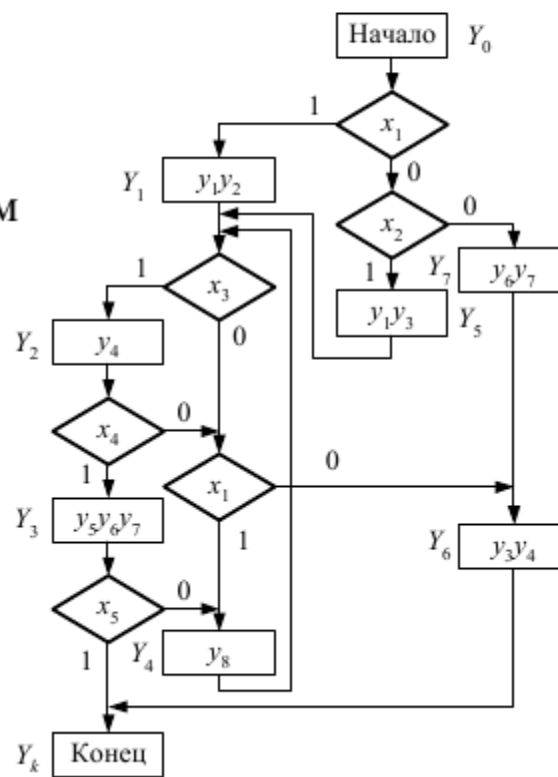 Начало Y₀
1 x₁
0
М
Y₁ y₁y₂
x₂ 0
1 x₃
1
Y₇ y₆y₇
0
y₁y₃ Y₅
Y₂ y₄
x₄ 0
1
x₁ 0
Y₃ y₅y₆y₇
1
Y₆ y₃y₄
x₅ 0
1
Y₄ y₈
Yₖ Конец